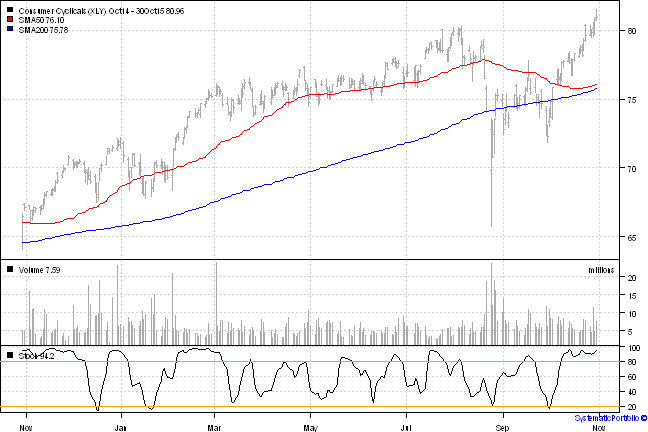 Consumer Cyclicals (XLY) Oct14 - 30Oct15 80.96
SMA50 76.10
SMA200 75.78
80
75
70
65
Volume 7.59
millions
20
15
10
5
Stoch 94.2
100
80
60
40
20
Nov Jan Mar May Jul Sep Nov
SystematicPortfolio ©